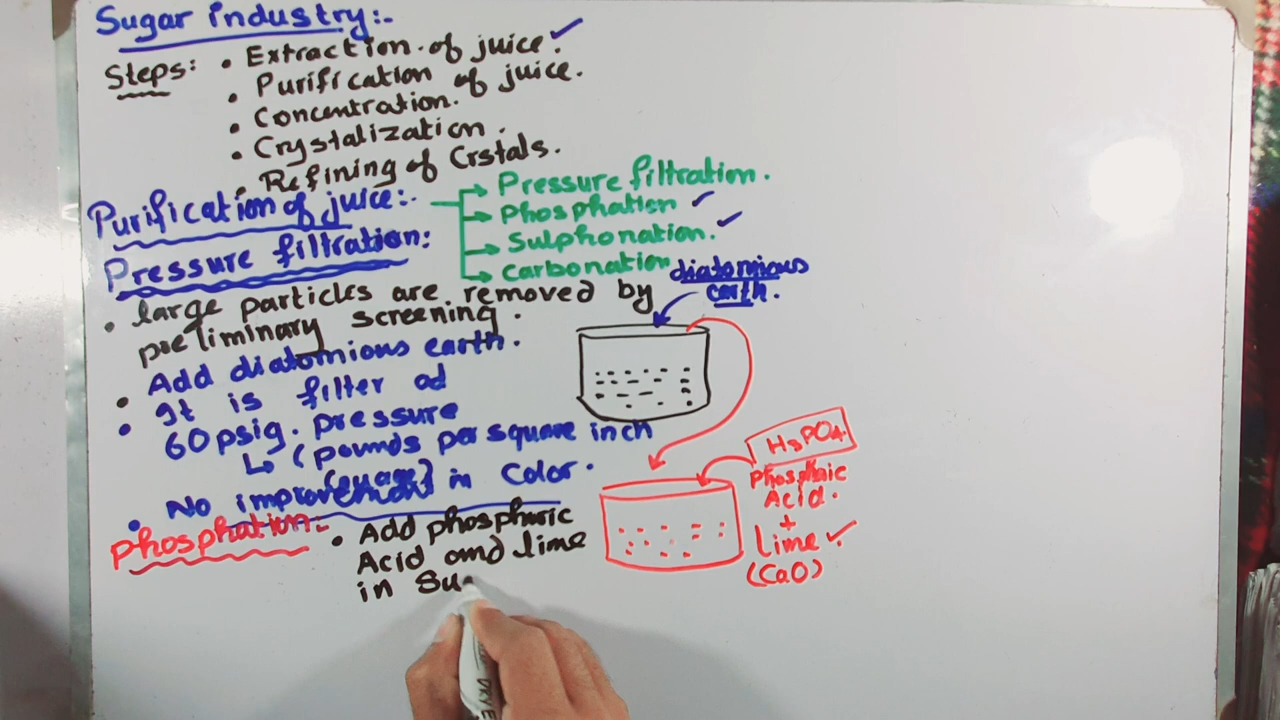 Sugar industry:-
Steps: • Extraction of juice.
• Purification of juice.
• Concentration.
• Crystalization.
• Refining of Crstals.
Purification of juice:-
Pressure filtration.
Phosphation
Sulphonation.
Carbonation
Pressure filtration:
• large particles are removed by
preliminary screening.
• Add diatomious earth.
• It is filter ad
60 psig. pressure
(pounds per square inch
guage)
• No improvement in Color.
diatomious
earth.
H3PO4
Phosphaic
Acid.
+
Lime
(CaO)
Phosphation:-
• Add phosphoric
Acid and lime
in Su